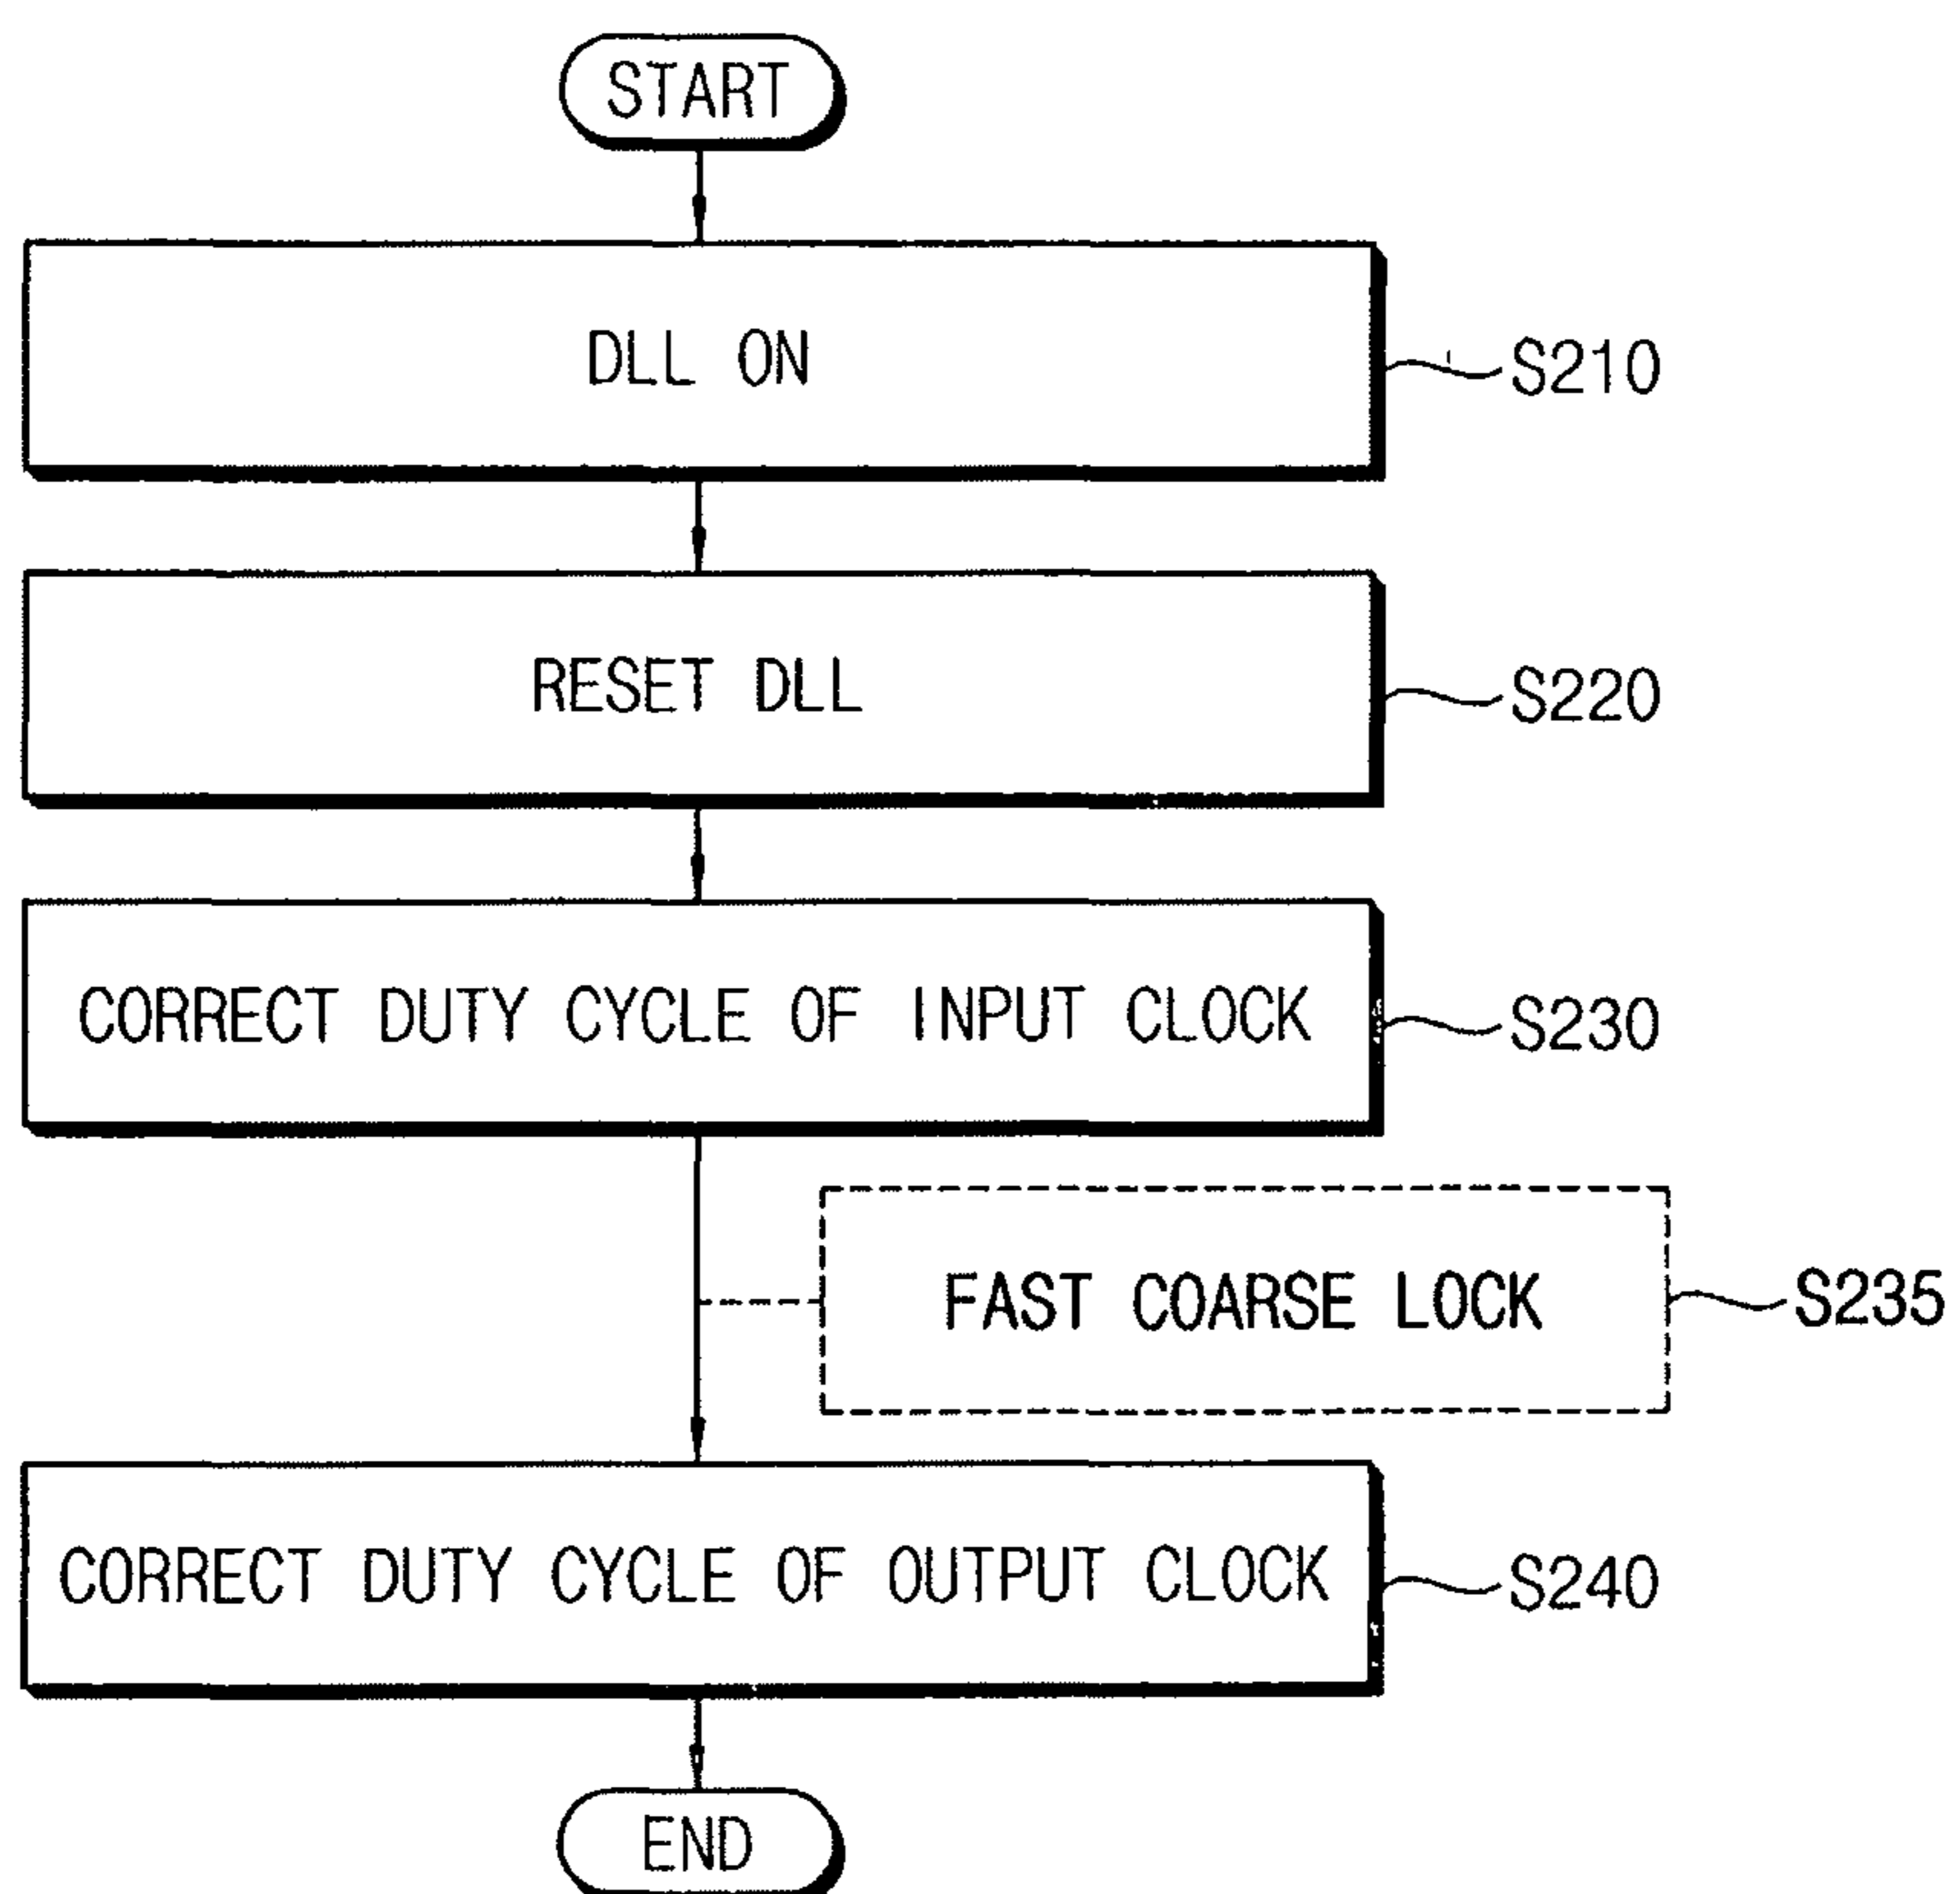 START
DLL ON
S210
RESET DLL
S220
CORRECT DUTY CYCLE OF INPUT CLOCK
S230
FAST COARSE LOCK
S235
CORRECT DUTY CYCLE OF OUTPUT CLOCK
S240
END